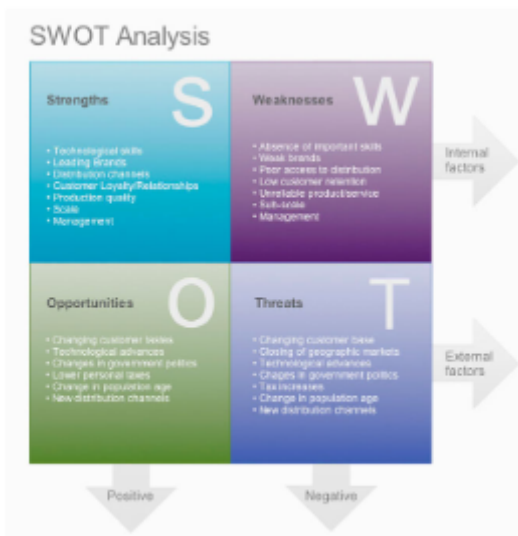 SWOT Analysis
S
Strengths
• Technological skills
• Leading Brands
• Distribution channels
• Customer Loyalty/Relationships
• Production quality
• Scale
• Management
W
Weaknesses
• Absence of important skills
• Weak brands
• Poor access to distribution
• Low customer retention
• Unreliable product/service
• Sub-scale
• Management
Internal
factors
O
Opportunities
• Changing customer tastes
• Technological advances
• Changes in government politics
• Lower personal taxes
• Change in population age
• New distribution channels
T
Threats
• Changing customer base
• Closing of geographic markets
• Technological advances
• Chages in government politics
• Tax increases
• Change in population age
• New distribution channels
External
factors
Positive
Negative